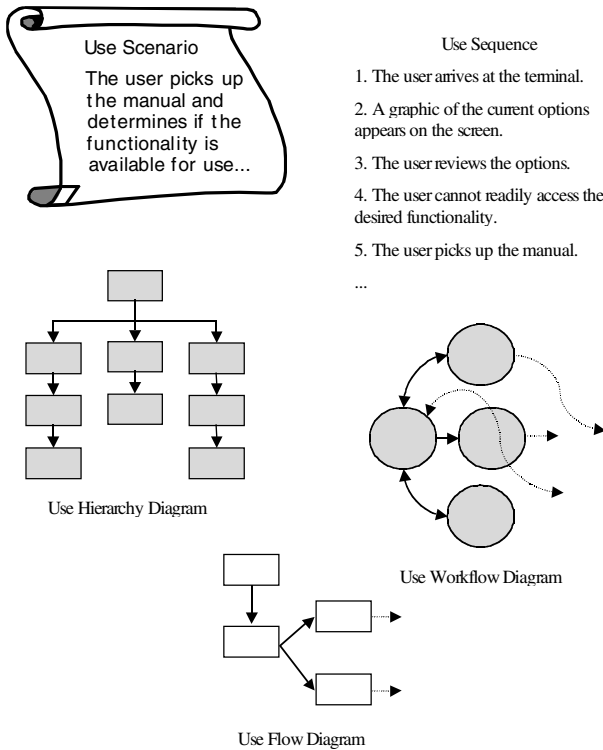 Use Scenario
The user picks up
the manual and
determines if the
functionality is
available for use...
Use Sequence
1. The user arrives at the terminal.
2. A graphic of the current options
appears on the screen.
3. The user reviews the options.
4. The user cannot readily access the
desired functionality.
5. The user picks up the manual.
...
Use Hierarchy Diagram
Use Workflow Diagram
Use Flow Diagram